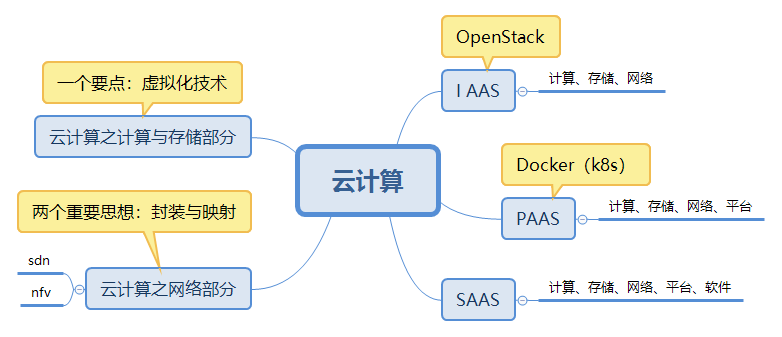 云计算
OpenStack
I AAS
计算、存储、网络
Docker（k8s）
PAAS
计算、存储、网络、平台
SAAS
计算、存储、网络、平台、软件
一个要点：虚拟化技术
云计算之计算与存储部分
两个重要思想：封装与映射
云计算之网络部分
sdn
nfv